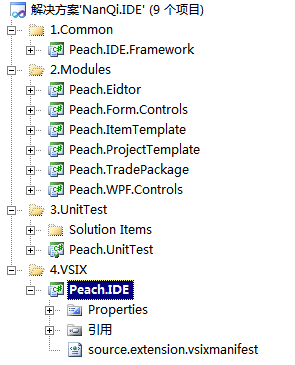 解决方案'NanQi.IDE' (9 个项目)
1.Common
Peach.IDE.Framework
2.Modules
Peach.Eidtor
Peach.Form.Controls
Peach.ItemTemplate
Peach.ProjectTemplate
Peach.TradePackage
Peach.WPF.Controls
3.UnitTest
Solution Items
Peach.UnitTest
4.VSIX
Peach.IDE
Properties
引用
source.extension.vsixmanifest